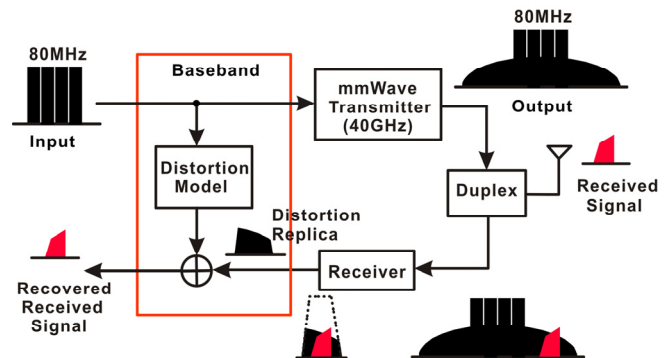 80MHz
Input
Baseband
mmWave
Transmitter
(40GHz)
80MHz
Output
Distortion
Model
Duplex
Received
Signal
Distortion
Replica
Receiver
Recovered
Received
Signal